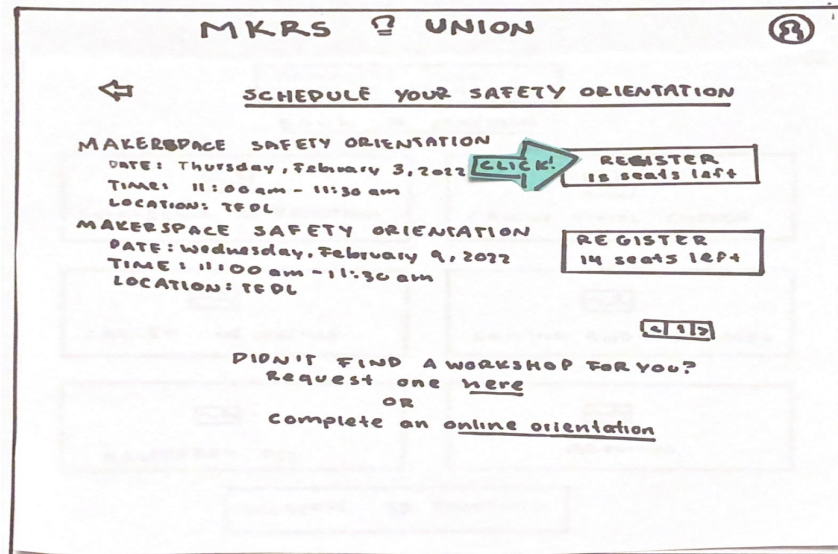 MKRS UNION
SCHEDULE YOUR SAFETY ORIENTATION
MAKERSPACE SAFETY ORIENTATION
DATE: Thursday, February 3, 2022
CLICK!
REGISTER
15 seats left
TIME: 11:00 am - 11:30 am
LOCATION: TFDL
MAKERSPACE SAFETY ORIENTATION
DATE: Wednesday, February 9, 2022
REGISTER
14 seats left
TIME: 11:00 am - 11:30 am
LOCATION: TFDL
< 1 >
DIDN'T FIND A WORKSHOP FOR YOU?
Request one here
OR
Complete an online orientation